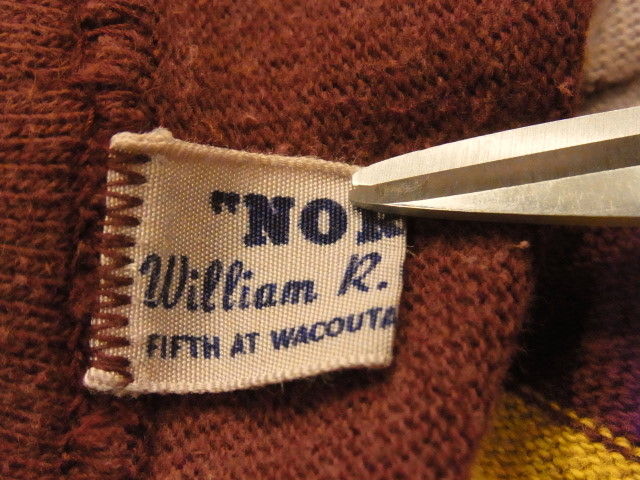 "NOR
William R.
FIFTH AT WACOUTA